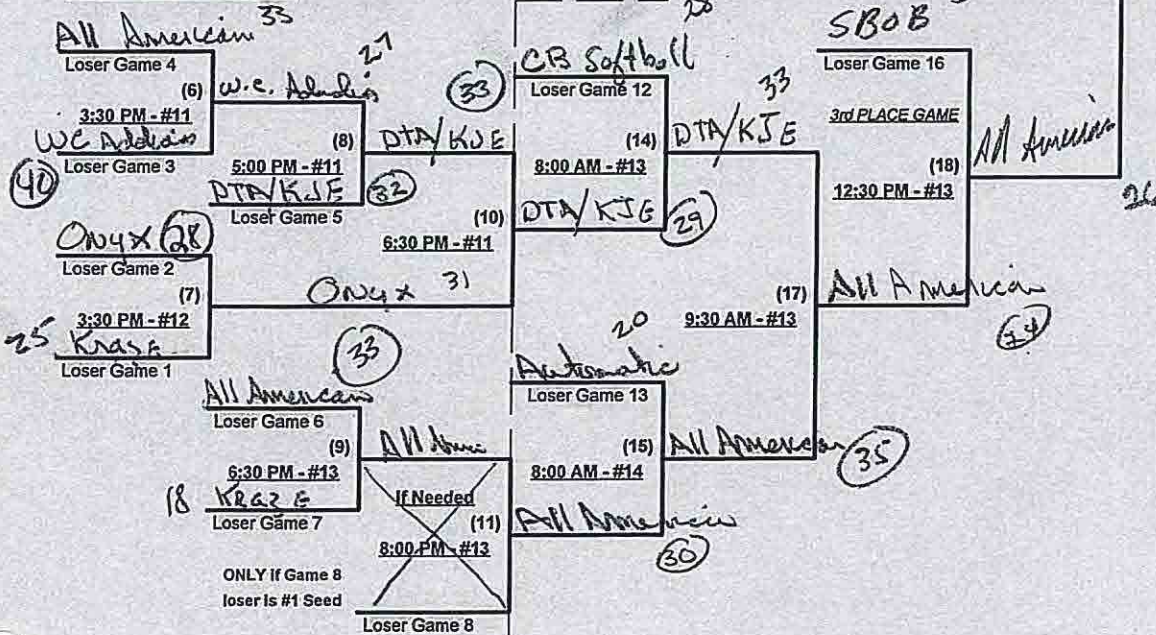 All American 33
Loser Game 4
(6)
3:30 PM - #11
WC
Loser Game 3
40
W.C. 27
(8)
5:00 PM - #11
DTA/KJE 32
Loser Game 5
Onyx 28
Loser Game 2
(7)
3:30 PM - #12
25 Kraze
Loser Game 1
33 DTA/KJE
(10)
6:30 PM - #11
Onyx 31
33
All American
Loser Game 6
(9)
6:30 PM - #13
18 KRAZE
Loser Game 7
All Amer
If Needed
(11)
8:00 PM - #13
ONLY if Game 8
loser is #1 Seed
Loser Game 8
CB Softball
Loser Game 12
(14)
8:00 AM - #13
DTA/KJE 29
DTA/KJE 33
(17)
9:30 AM - #13
20
Automatic
Loser Game 13
(15)
8:00 AM - #14
All American
30
All American 35
SBOB
Loser Game 16
3rd PLACE GAME
(18)
12:30 PM - #13
All American
All American